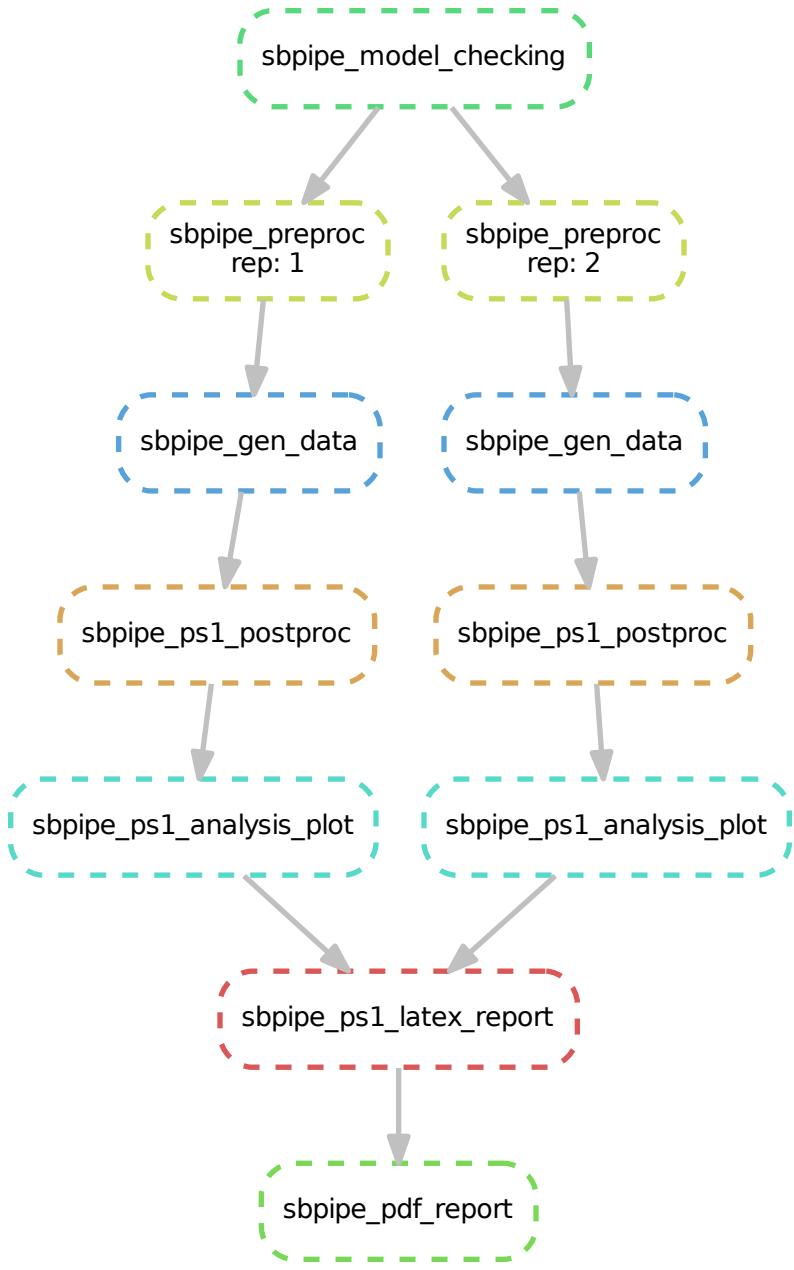 sbpipe_model_checking
sbpipe_preproc
rep: 1
sbpipe_preproc
rep: 2
sbpipe_gen_data
sbpipe_gen_data
sbpipe_ps1_postproc
sbpipe_ps1_postproc
sbpipe_ps1_analysis_plot
sbpipe_ps1_analysis_plot
sbpipe_ps1_latex_report
sbpipe_pdf_report